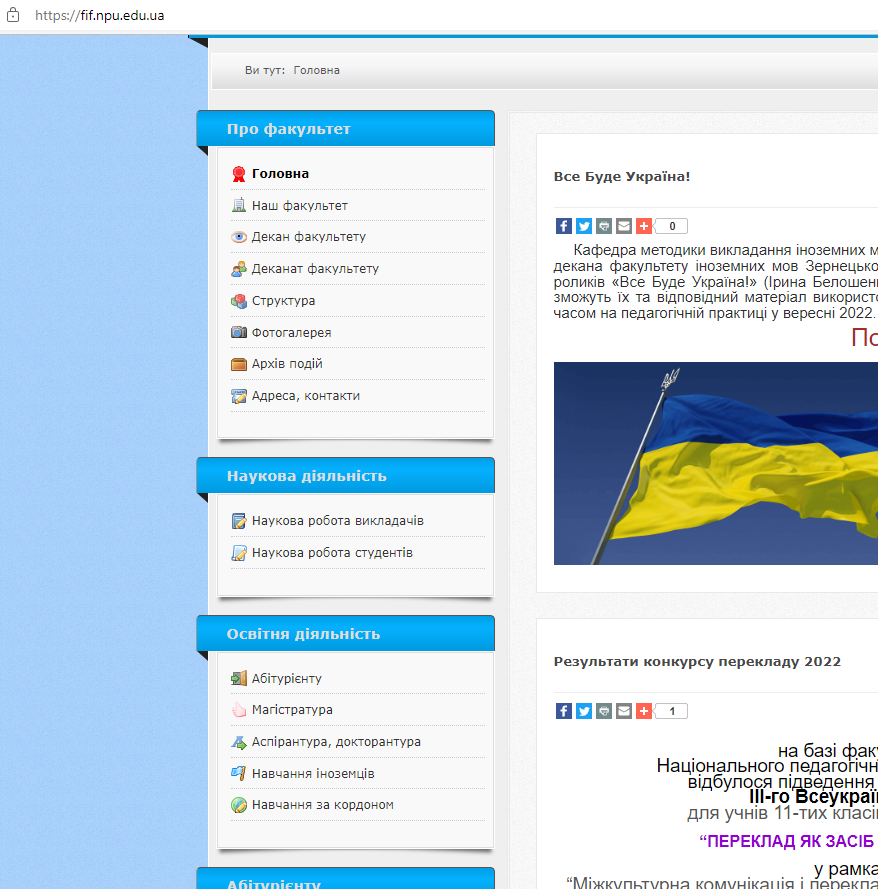 https://fif.npu.edu.ua
Ви тут: Головна
Про факультет
Головна
Наш факультет
Декан факультету
Деканат факультету
Структура
Фотогалерея
Архів подій
Адреса, контакти
Наукова діяльність
Наукова робота викладачів
Наукова робота студентів
Освітня діяльність
Абітурієнту
Магістратура
Аспірантура, докторантура
Навчання іноземців
Навчання за кордоном
Абітурієнту
Все Буде Україна!
0
Кафедра методики викладання іноземних м
декана факультету іноземних мов Зернецько
роликів «Все Буде Україна!» (Ірина Белошен
зможуть їх та відповідний матеріал використ
часом на педагогічній практиці у вересні 2022.
По
Результати конкурсу перекладу 2022
1
на базі фак
Національного педагогічн
відбулося підведення
ІІІ-го Всеукраї
для учнів 11-тих класі
“ПЕРЕКЛАД ЯК ЗАСІБ
у рамка
“Міжкультурна комунікація і перекла